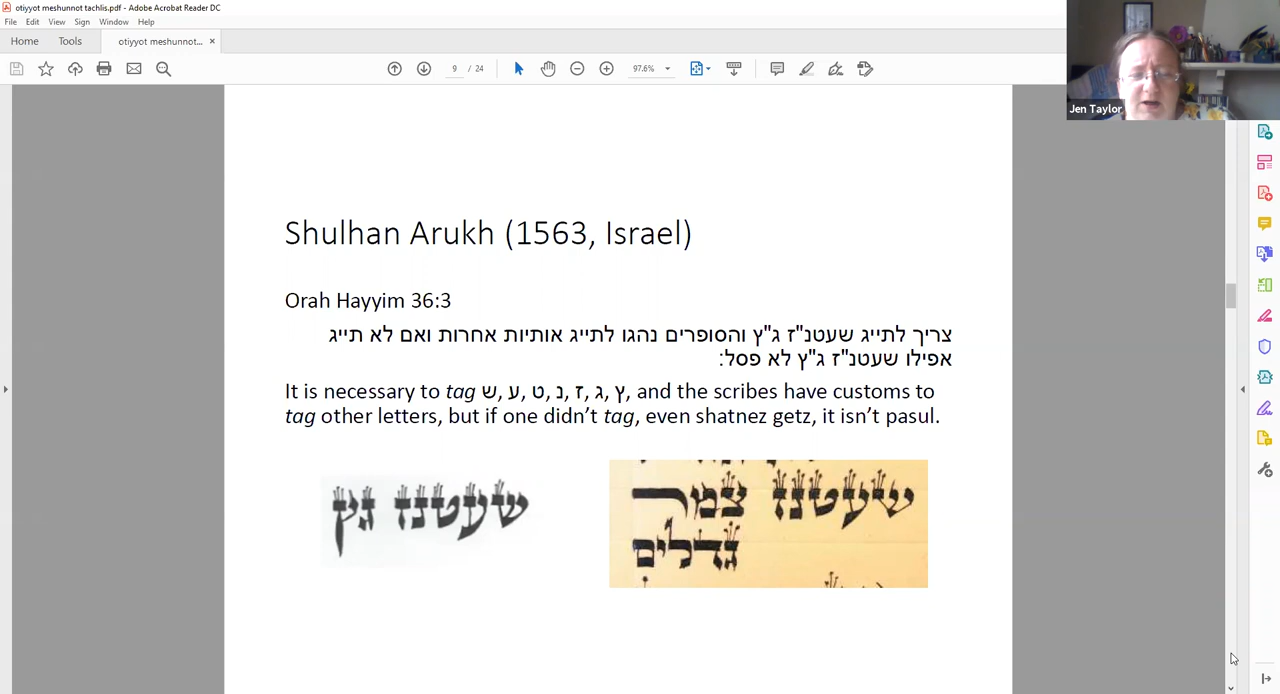 otiyyot meshunnot tachlis.pdf - Adobe Acrobat Reader DC
File Edit View Sign Window Help
Home Tools otiyyot meshunnot... ×
9 / 24 97.6%
Jen Taylor
Shulhan Arukh (1563, Israel)
Orah Hayyim 36:3
צריך לתייג שעטנ"ז ג"ץ והסופרים נהגו לתייג אותיות אחרות ואם לא תייג
אפילו שעטנ"ז ג"ץ לא פסל:
It is necessary to tag ש, ע, ט, נ, ז, ג, ץ, and the scribes have customs to
tag other letters, but if one didn't tag, even shatnez getz, it isn't pasul.
שעטנז גץ
שעטנז צמר
גדלים